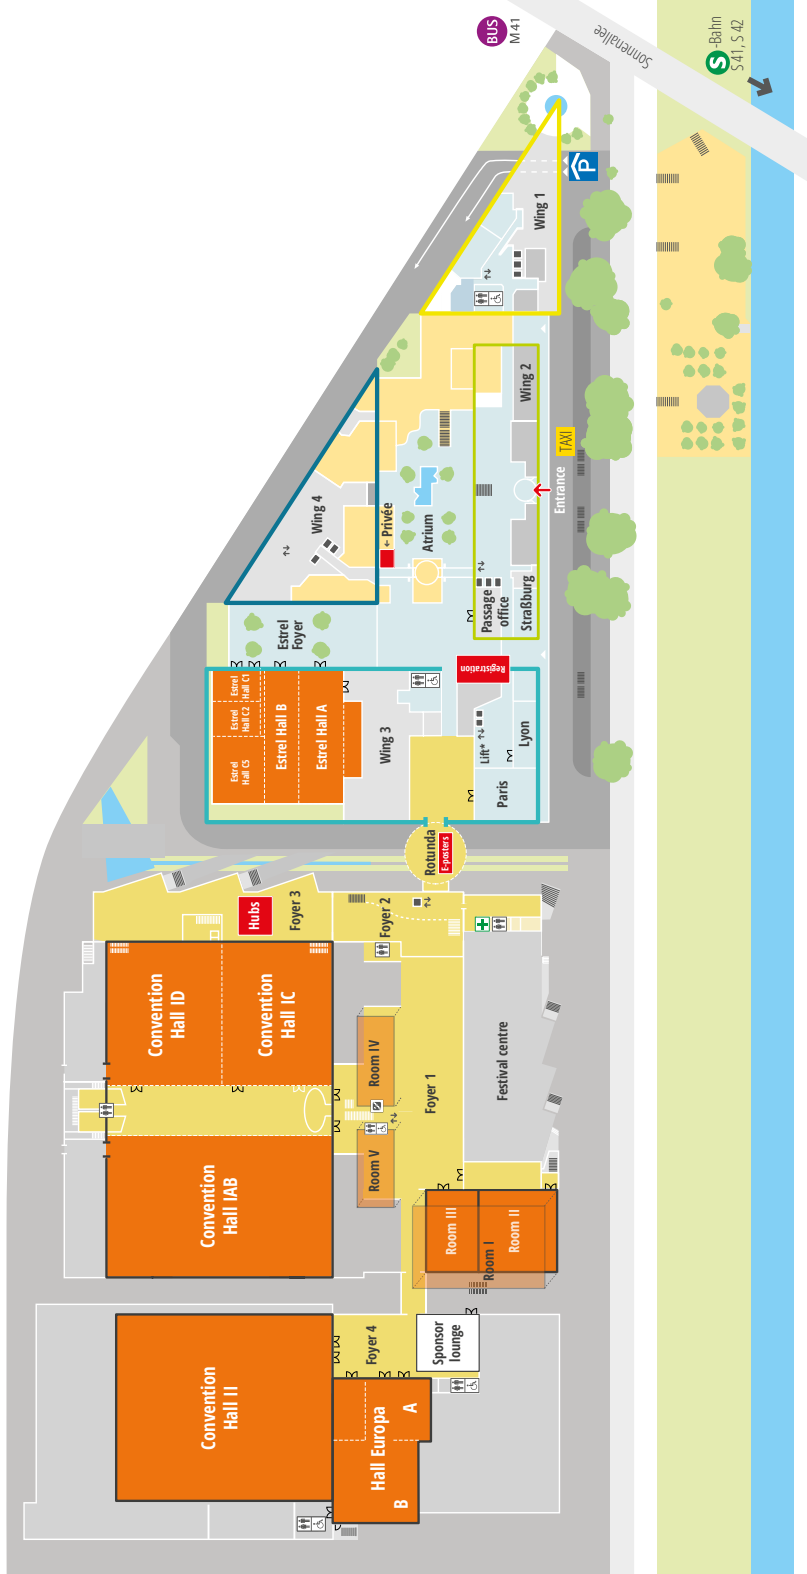 BUS
M 41
Sonnenallee
S-Bahn
S 41, S 42
P
Wing 1
Wing 2
TAXI
Entrance
Wing 4
← Privée
Atrium
Passage
office
Straßburg
Estrel
Foyer
Registration
Estrel
Hall C1
Estrel
Hall C2
Estrel
Hall C5
Estrel Hall B
Estrel Hall A
Wing 3
Lift*
Lyon
Paris
Rotunda
E-posters
Hubs
Foyer 3
Foyer 2
Convention
Hall ID
Convention
Hall IC
Room IV
Foyer 1
Festival centre
Convention
Hall IAB
Room V
Room III
Room II
Room I
Foyer 4
Sponsor
lounge
Convention
Hall II
Hall Europa
A
B